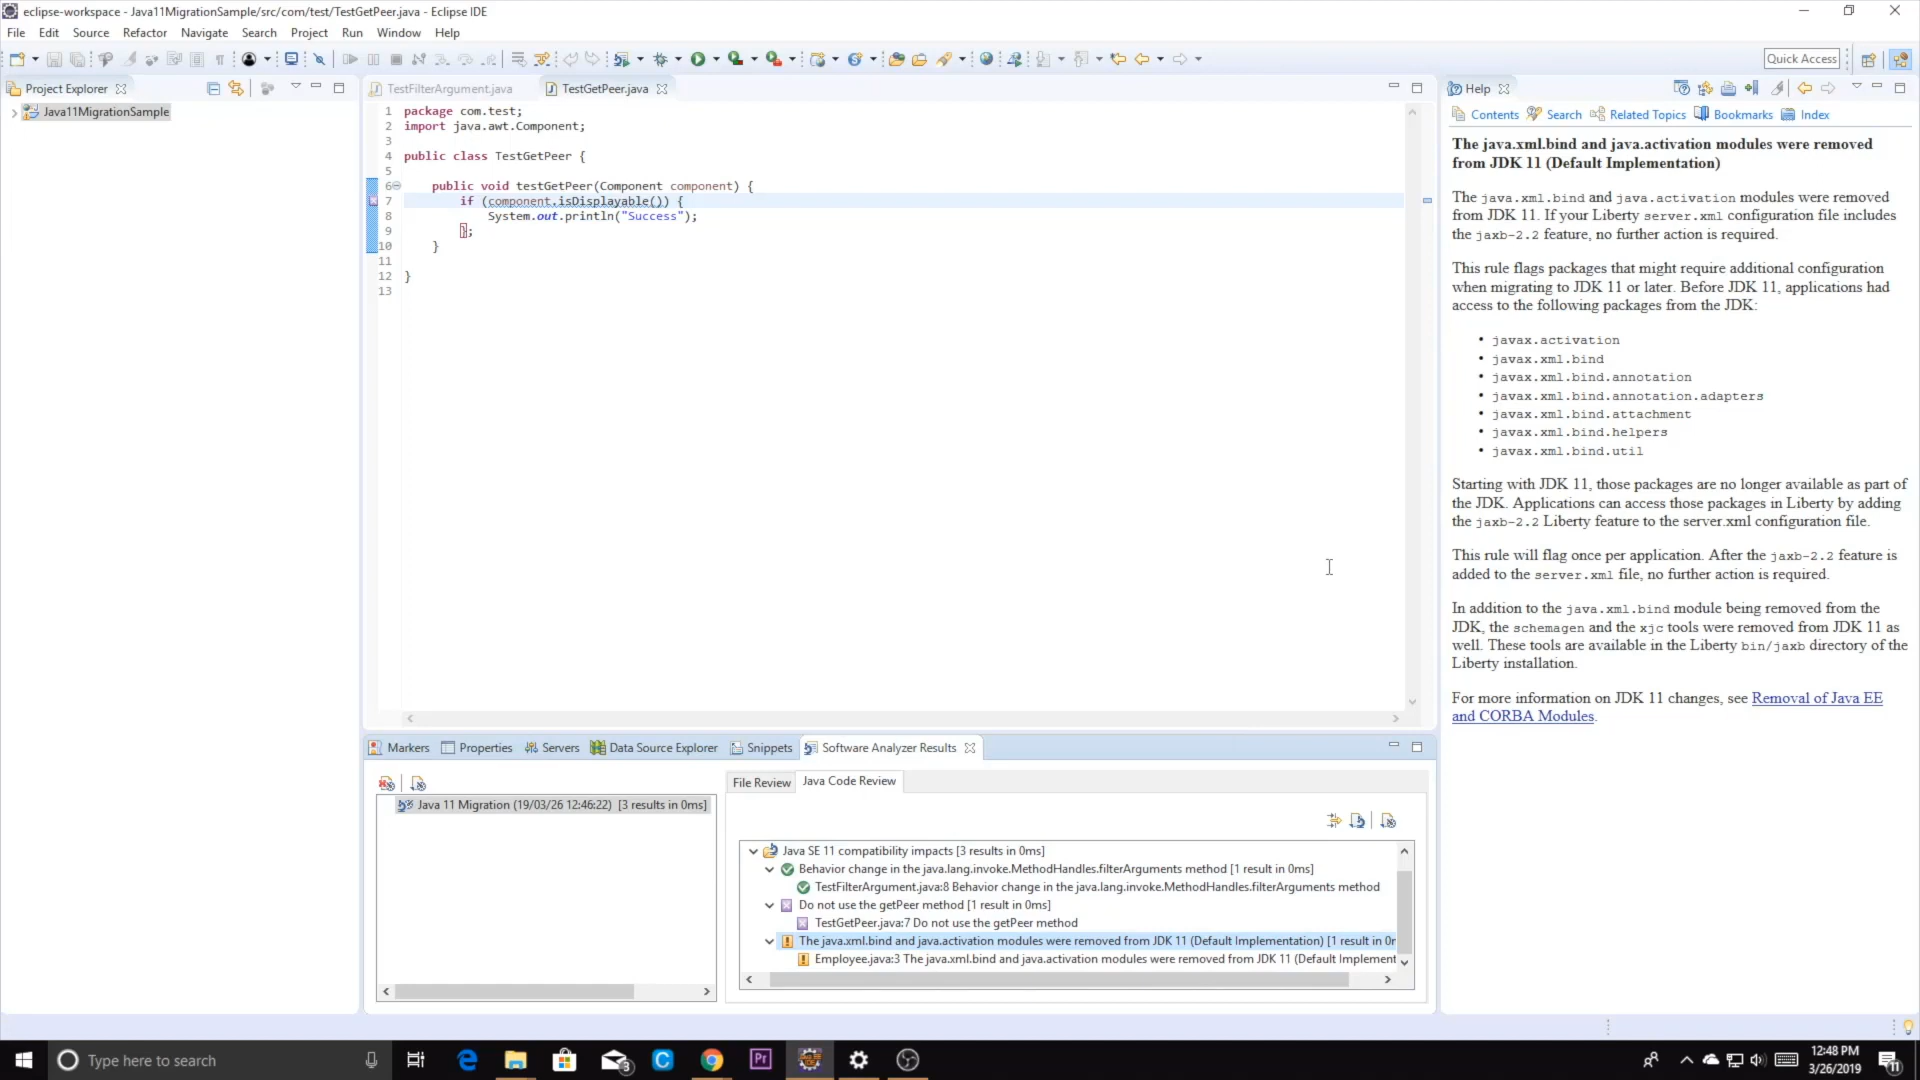 eclipse-workspace - Java11MigrationSample/src/com/test/TestGetPeer.java - Eclipse IDE
File Edit Source Refactor Navigate Search Project Run Window Help
Quick Access
Project Explorer
Java11MigrationSample
TestFilterArgument.java
TestGetPeer.java
1 package com.test;
2 import java.awt.Component;
3
4 public class TestGetPeer {
5
6 public void testGetPeer(Component component) {
7 if (component.isDisplayable()) {
8 System.out.println("Success");
9 };
10 }
11
12 }
13
Help
Contents Search Related Topics Bookmarks Index
The java.xml.bind and java.activation modules were removed
from JDK 11 (Default Implementation)
The java.xml.bind and java.activation modules were removed
from JDK 11. If your Liberty server.xml configuration file includes
the jaxb-2.2 feature, no further action is required.
This rule flags packages that might require additional configuration
when migrating to JDK 11 or later. Before JDK 11, applications had
access to the following packages from the JDK:
• javax.activation
• javax.xml.bind
• javax.xml.bind.annotation
• javax.xml.bind.annotation.adapters
• javax.xml.bind.attachment
• javax.xml.bind.helpers
• javax.xml.bind.util
Starting with JDK 11, those packages are no longer available as part of
the JDK. Applications can access those packages in Liberty by adding
the jaxb-2.2 Liberty feature to the server.xml configuration file.
This rule will flag once per application. After the jaxb-2.2 feature is
added to the server.xml file, no further action is required.
In addition to the java.xml.bind module being removed from the
JDK, the schemagen and the xjc tools were removed from JDK 11 as
well. These tools are available in the Liberty bin/jaxb directory of the
Liberty installation.
For more information on JDK 11 changes, see Removal of Java EE
and CORBA Modules.
Markers Properties Servers Data Source Explorer Snippets Software Analyzer Results
Java 11 Migration (19/03/26 12:46:22) [3 results in 0ms]
File Review Java Code Review
Java SE 11 compatibility impacts [3 results in 0ms]
Behavior change in the java.lang.invoke.MethodHandles.filterArguments method [1 result in 0ms]
TestFilterArgument.java:8 Behavior change in the java.lang.invoke.MethodHandles.filterArguments method
Do not use the getPeer method [1 result in 0ms]
TestGetPeer.java:7 Do not use the getPeer method
The java.xml.bind and java.activation modules were removed from JDK 11 (Default Implementation) [1 result in 0r
Employee.java:3 The java.xml.bind and java.activation modules were removed from JDK 11 (Default Implement
Type here to search
3
Pr
12:48 PM
3/26/2019
11